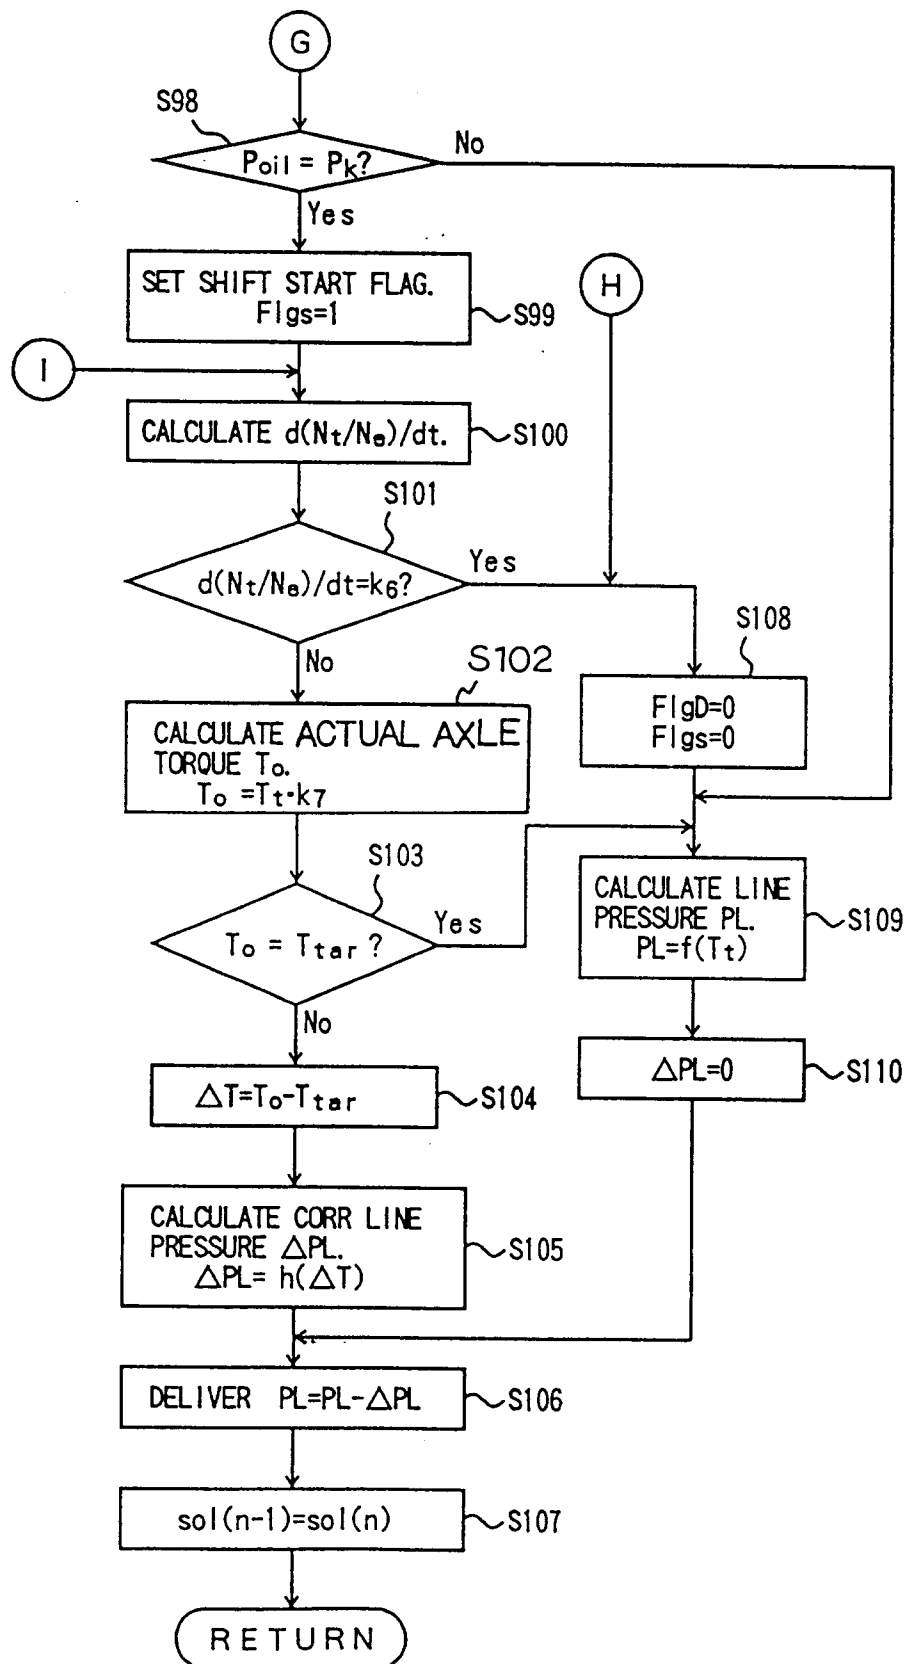 G
S98
Poil = Pk?
No
Yes
SET SHIFT START FLAG.
Flgs=1
S99
H
I
CALCULATE d(Nt/Ne)/dt.
S100
S101
d(Nt/Ne)/dt=k6?
Yes
No
S108
FlgD=0
Flgs=0
S102
CALCULATE ACTUAL AXLE
TORQUE To.
To =Tt·k7
S103
To = Ttar ?
Yes
No
CALCULATE LINE
PRESSURE PL.
PL=f(Tt)
S109
△PL=0
S110
△T=To-Ttar
S104
CALCULATE CORR LINE
PRESSURE △PL.
△PL= h(△T)
S105
DELIVER PL=PL-△PL
S106
sol(n-1)=sol(n)
S107
RETURN